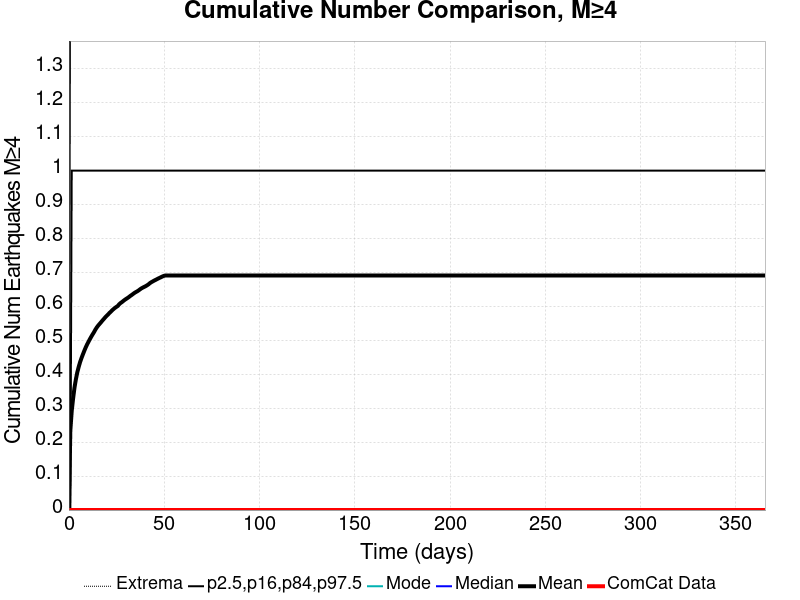 Cumulative Number Comparison, M≥4
Cumulative Num Earthquakes M≥4
1.3
1.2
1.1
1
0.9
0.8
0.7
0.6
0.5
0.4
0.3
0.2
0.1
0
0 50 100 150 200 250 300 350
Time (days)
Extrema p2.5,p16,p84,p97.5 Mode Median Mean ComCat Data